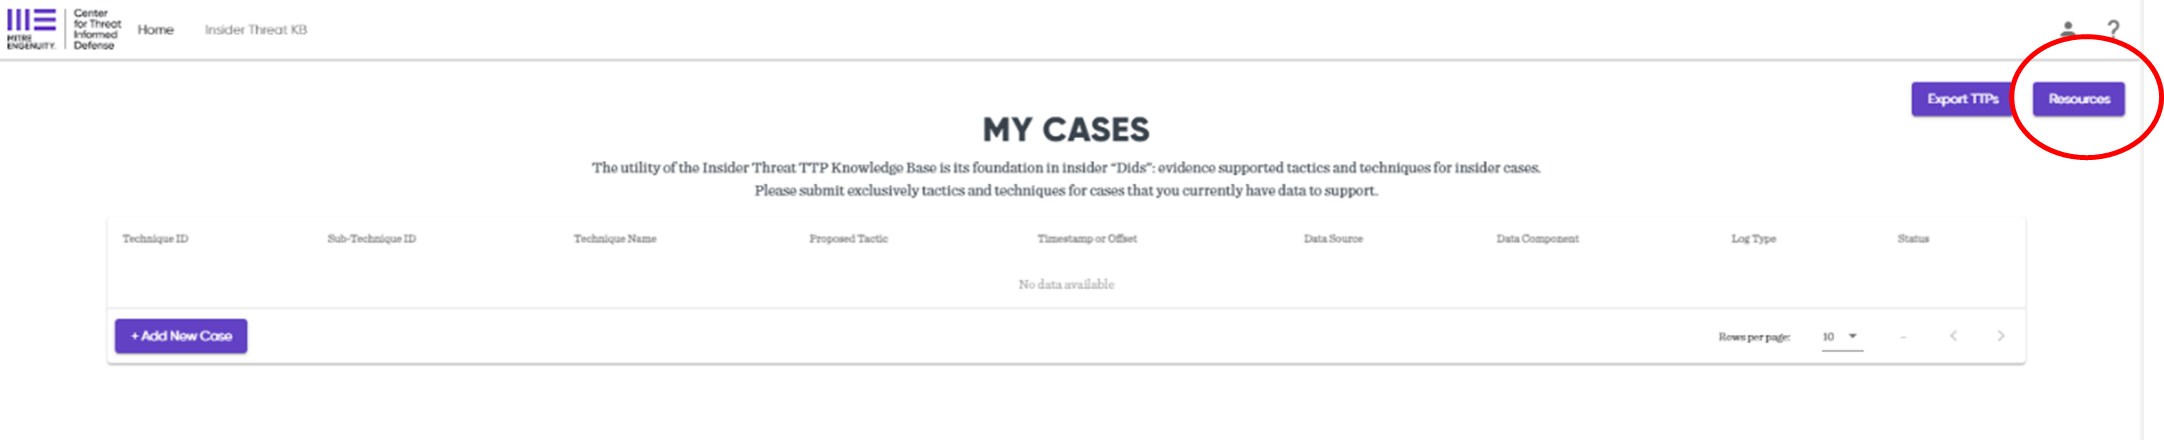 MITRE
ENGENUITY.
Center
for Threat
Informed
Defense
Home
Insider Threat KB
?
Export TTPs
Resources
MY CASES
The utility of the Insider Threat TTP Knowledge Base is its foundation in insider “Dids”: evidence supported tactics and techniques for insider cases.
Please submit exclusively tactics and techniques for cases that you currently have data to support.
Technique ID Sub-Technique ID Technique Name Proposed Tactic Timestamp or Offset Data Source Data Component Log Type Status
No data available
+ Add New Case
Rows per page: 10 –